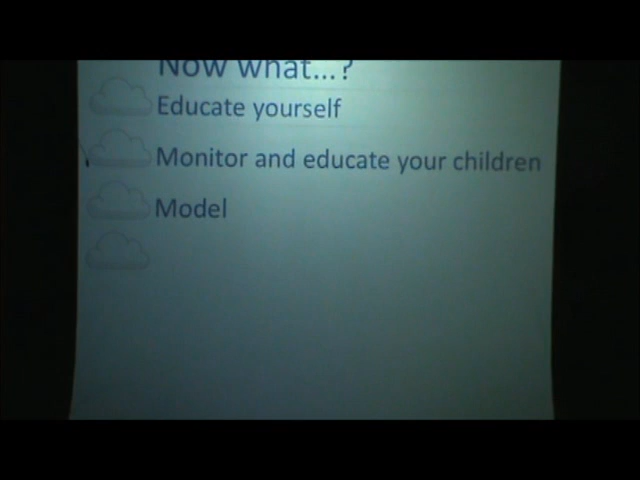 Now what...?
Educate yourself
Monitor and educate your children
Model